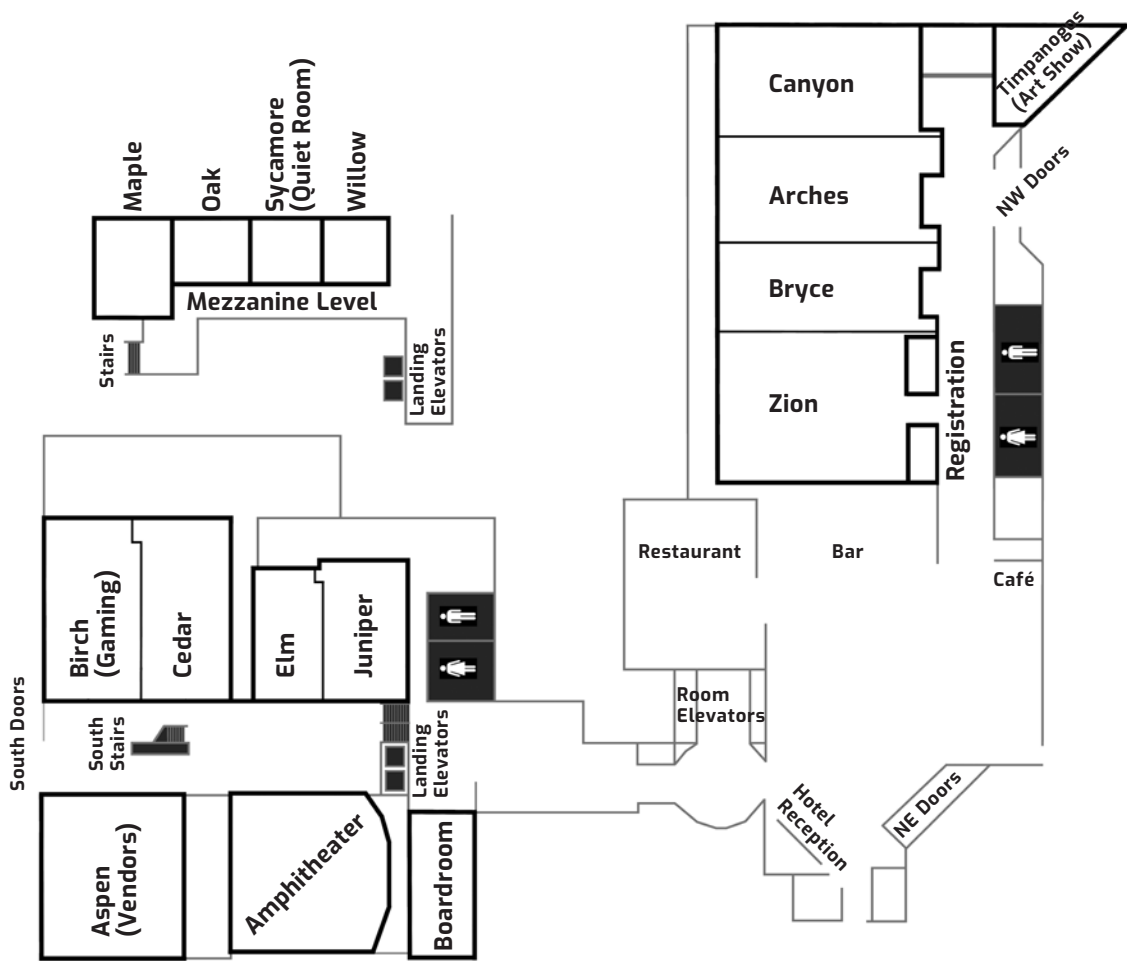 Maple
Oak
Sycamore
(Quiet Room)
Willow
Mezzanine Level
Stairs
Landing
Elevators
Canyon
Timpanogos
(Art Show)
NW Doors
Arches
Bryce
Zion
Registration
Restaurant
Bar
Café
Birch
(Gaming)
Cedar
Elm
Juniper
South Doors
South
Stairs
Landing
Elevators
Room
Elevators
Aspen
(Vendors)
Amphitheater
Boardroom
Hotel
Reception
NE Doors